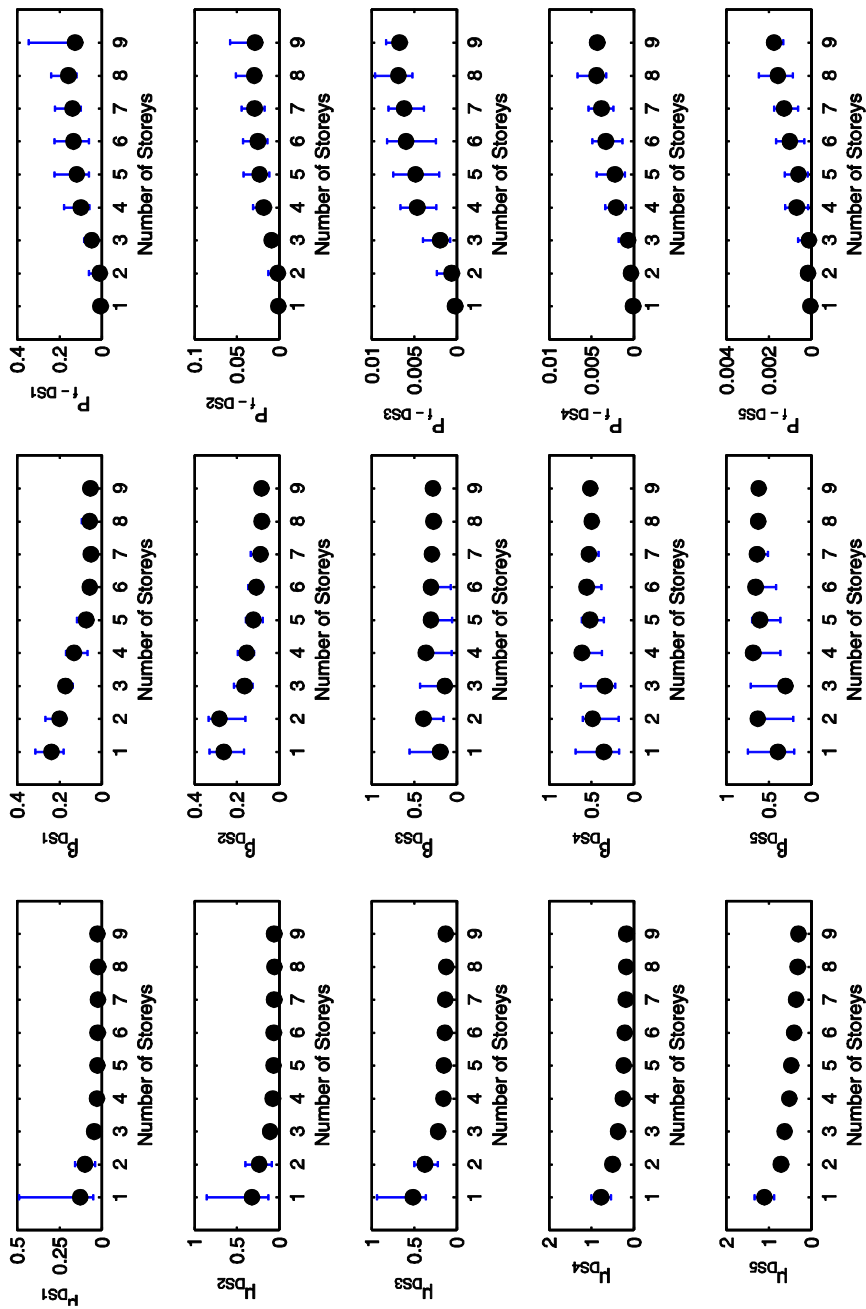 μDS1
0.5
0.25
0
1 2 3 4 5 6 7 8 9
Number of Storeys
βDS1
0.4
0.2
0
1 2 3 4 5 6 7 8 9
Number of Storeys
Pf − DS1
0.4
0.2
0
1 2 3 4 5 6 7 8 9
Number of Storeys
μDS2
1
0.5
0
1 2 3 4 5 6 7 8 9
Number of Storeys
βDS2
0.4
0.2
0
1 2 3 4 5 6 7 8 9
Number of Storeys
Pf − DS2
0.1
0.05
0
1 2 3 4 5 6 7 8 9
Number of Storeys
μDS3
1
0.5
0
1 2 3 4 5 6 7 8 9
Number of Storeys
βDS3
1
0.5
0
1 2 3 4 5 6 7 8 9
Number of Storeys
Pf − DS3
0.01
0.005
0
1 2 3 4 5 6 7 8 9
Number of Storeys
μDS4
2
1
0
1 2 3 4 5 6 7 8 9
Number of Storeys
βDS4
1
0.5
0
1 2 3 4 5 6 7 8 9
Number of Storeys
Pf − DS4
0.01
0.005
0
1 2 3 4 5 6 7 8 9
Number of Storeys
μDS5
2
1
0
1 2 3 4 5 6 7 8 9
Number of Storeys
βDS5
1
0.5
0
1 2 3 4 5 6 7 8 9
Number of Storeys
Pf − DS5
0.004
0.002
0
1 2 3 4 5 6 7 8 9
Number of Storeys